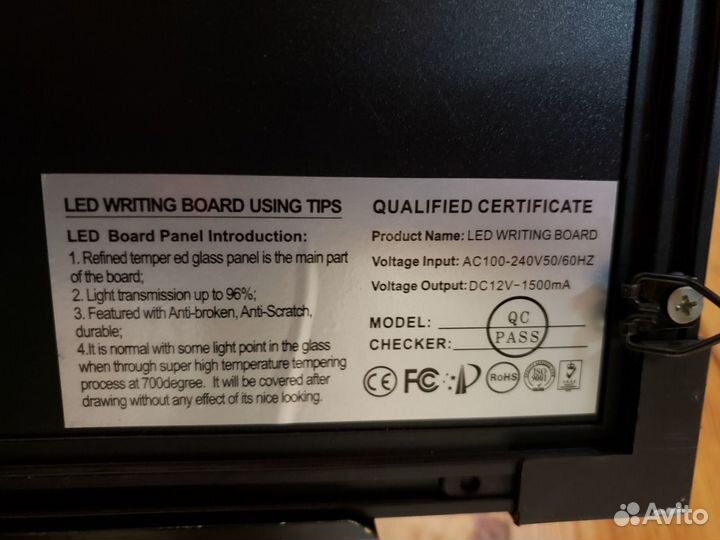 LED WRITING BOARD USING TIPS
LED Board Panel Introduction:
1. Refined temper ed glass panel is the main part
of the board;
2. Light transmission up to 96%;
3. Featured with Anti-broken, Anti-Scratch,
durable;
4.It is normal with some light point in the glass
when through super high temperature tempering
process at 700degree. It will be covered after
drawing without any effect of its nice looking.
QUALIFIED CERTIFICATE
Product Name: LED WRITING BOARD
Voltage Input: AC100-240V50/60HZ
Voltage Output: DC12V-1500mA
MODEL:
CHECKER:
QC
PASS
CE FC RoHS ISO 9001
Avito